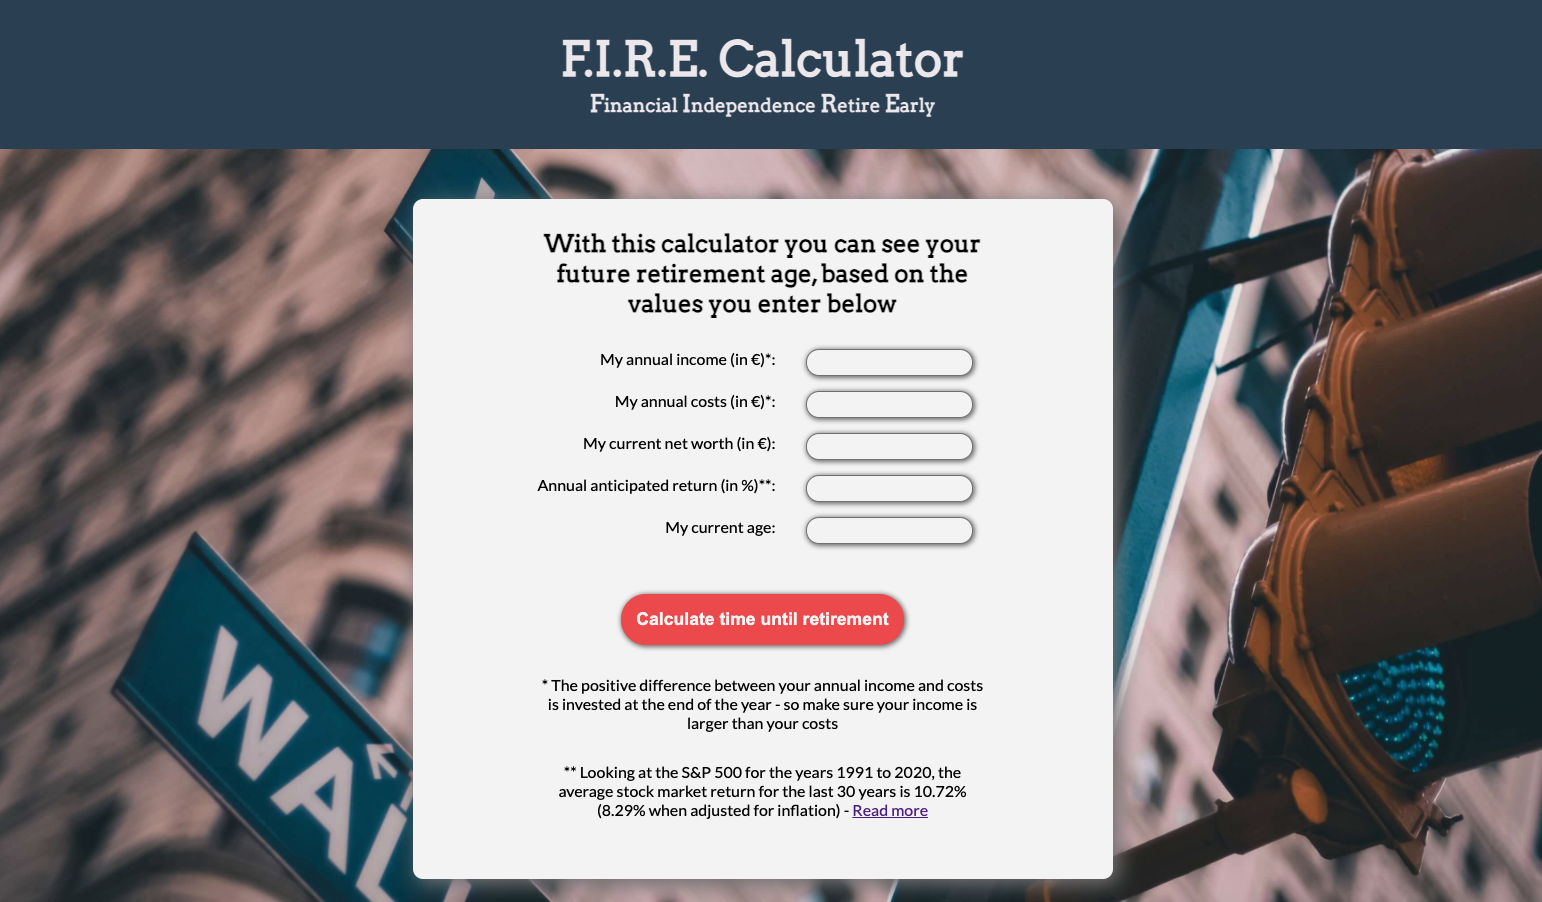 F.I.R.E. Calculator
Financial Independence Retire Early
With this calculator you can see your
future retirement age, based on the
values you enter below
My annual income (in €)*:
My annual costs (in €)*:
My current net worth (in €):
Annual anticipated return (in %)**:
My current age:
Calculate time until retirement
* The positive difference between your annual income and costs
is invested at the end of the year - so make sure your income is
larger than your costs
** Looking at the S&P 500 for the years 1991 to 2020, the
average stock market return for the last 30 years is 10.72%
(8.29% when adjusted for inflation) - Read more
WALL